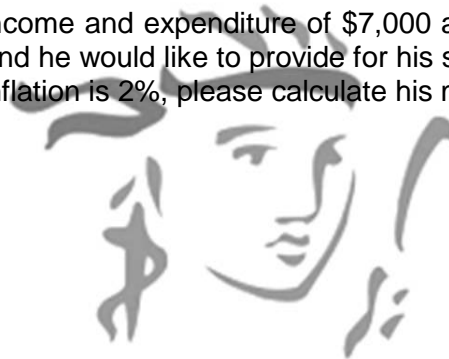 ncome and expenditure of $7,000 a
nd he would like to provide for his s
nflation is 2%, please calculate his r